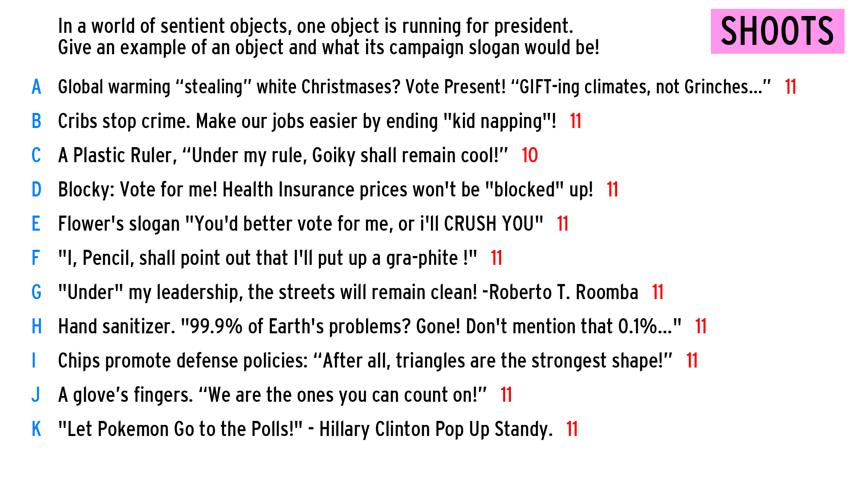 In a world of sentient objects, one object is running for president.
Give an example of an object and what its campaign slogan would be!
SHOOTS
A Global warming “stealing” white Christmases? Vote Present! “GIFT-ing climates, not Grinches...” 11
B Cribs stop crime. Make our jobs easier by ending "kid napping"! 11
C A Plastic Ruler, “Under my rule, Goiky shall remain cool!” 10
D Blocky: Vote for me! Health Insurance prices won't be "blocked" up! 11
E Flower's slogan "You'd better vote for me, or i'll CRUSH YOU" 11
F "I, Pencil, shall point out that I'll put up a gra-phite !" 11
G "Under" my leadership, the streets will remain clean! -Roberto T. Roomba 11
H Hand sanitizer. "99.9% of Earth's problems? Gone! Don't mention that 0.1%..." 11
I Chips promote defense policies: “After all, triangles are the strongest shape!” 11
J A glove’s fingers. “We are the ones you can count on!” 11
K "Let Pokemon Go to the Polls!" - Hillary Clinton Pop Up Standy. 11